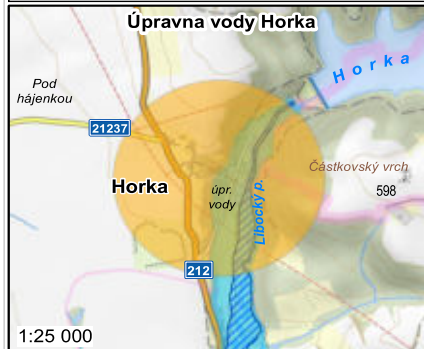 Úpravna vody Horka
Horka
Pod
hájenkou
21237
Částkovský vrch
598
Horka
úpr.
vody
Libocký p.
212
1:25 000